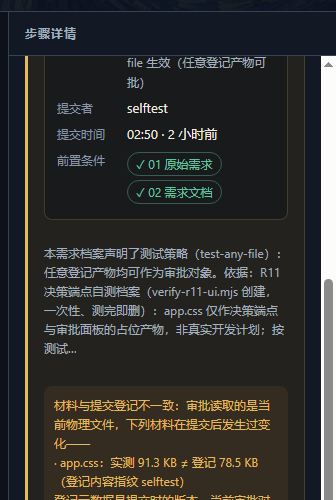 步骤详情
file 生效（任意登记产物可
批）
提交者 selftest
提交时间 02:50 · 2 小时前
前置条件 ✓ 01 原始需求
✓ 02 需求文档
本需求档案声明了测试策略（test-any-file）：
任意登记产物均可作为审批对象。依据：R11
决策端点自测档案（verify-r11-ui.mjs 创建，
一次性、测完即删）：app.css 仅作决策端点
与审批面板的占位产物，非真实开发计划；按
测试...
材料与提交登记不一致：审批读取的是当
前物理文件，下列材料在提交后发生过变
化——
· app.css：实测 91.3 KB ≠ 登记 78.5 KB
（登记内容指纹 selftest）